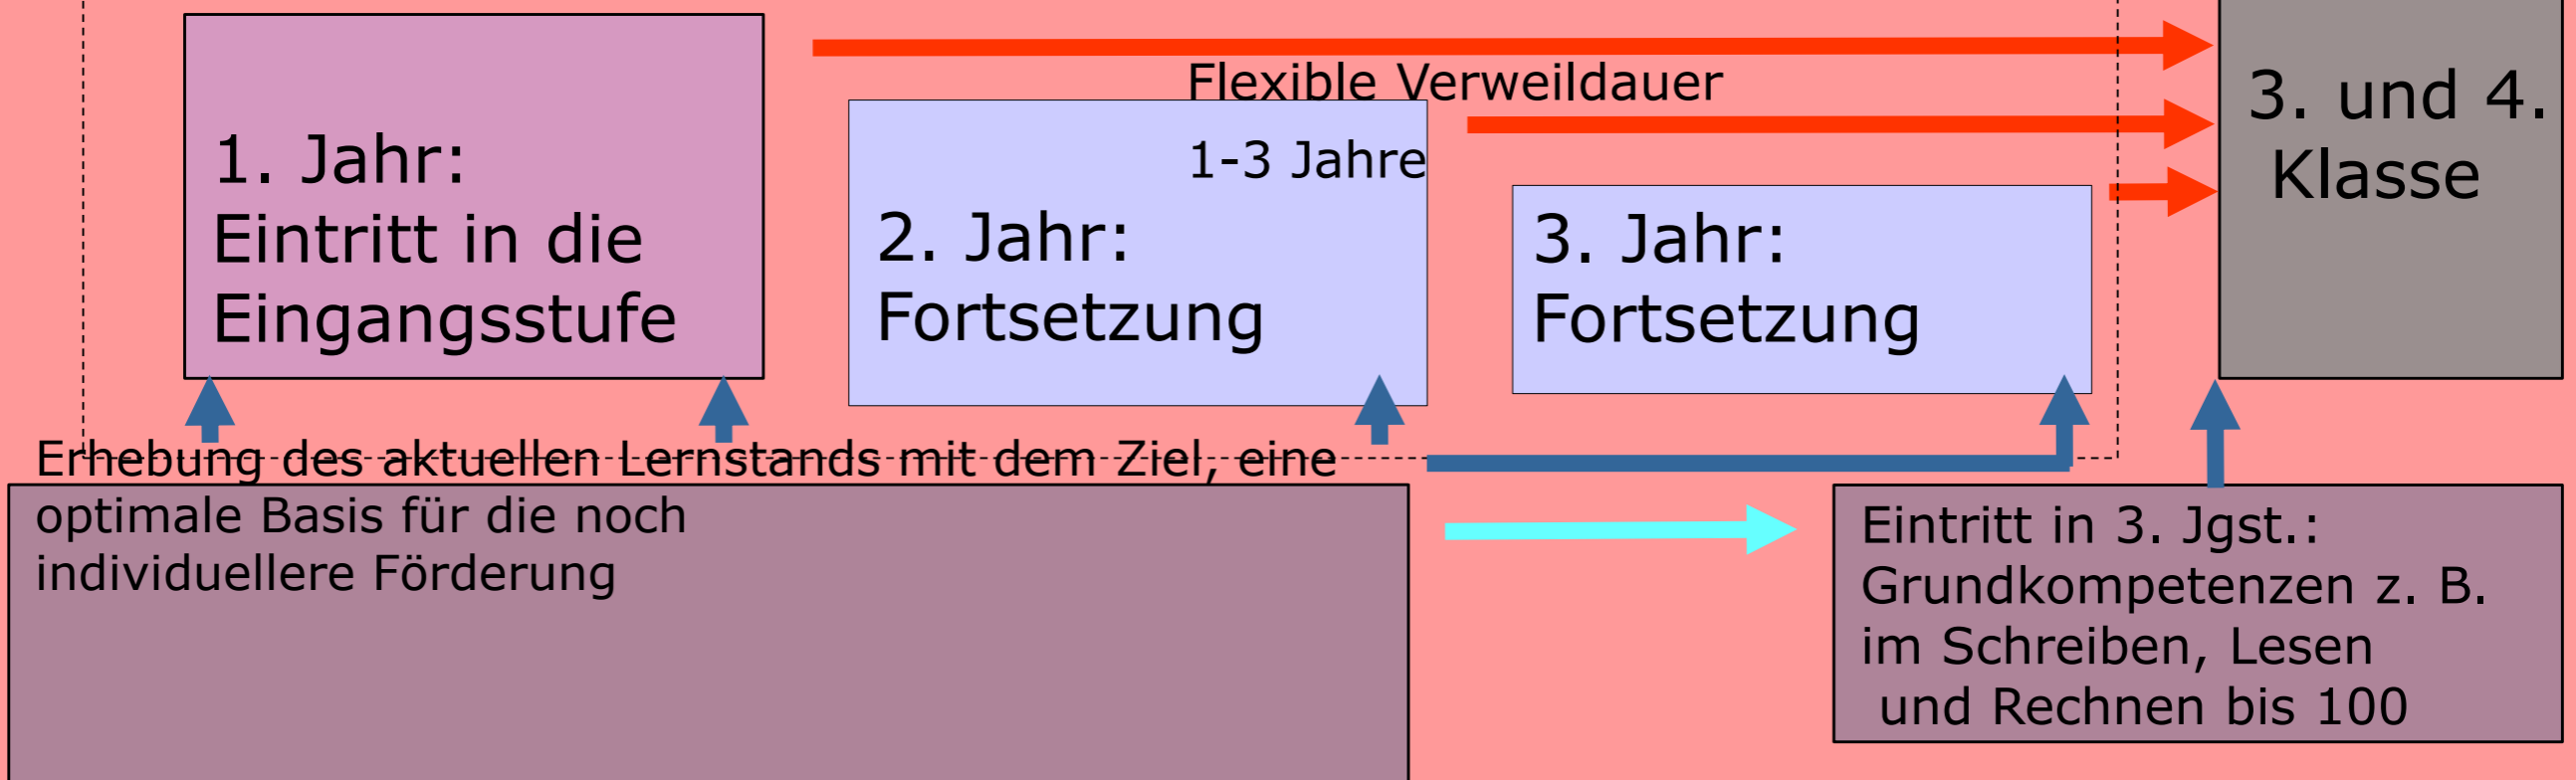 Flexible Verweildauer
1-3 Jahre
1. Jahr:
Eintritt in die
Eingangsstufe
2. Jahr:
Fortsetzung
3. Jahr:
Fortsetzung
3. und 4.
Klasse
Erhebung des aktuellen Lernstands mit dem Ziel, eine
optimale Basis für die noch
individuellere Förderung
Eintritt in 3. Jgst.:
Grundkompetenzen z. B.
im Schreiben, Lesen
und Rechnen bis 100